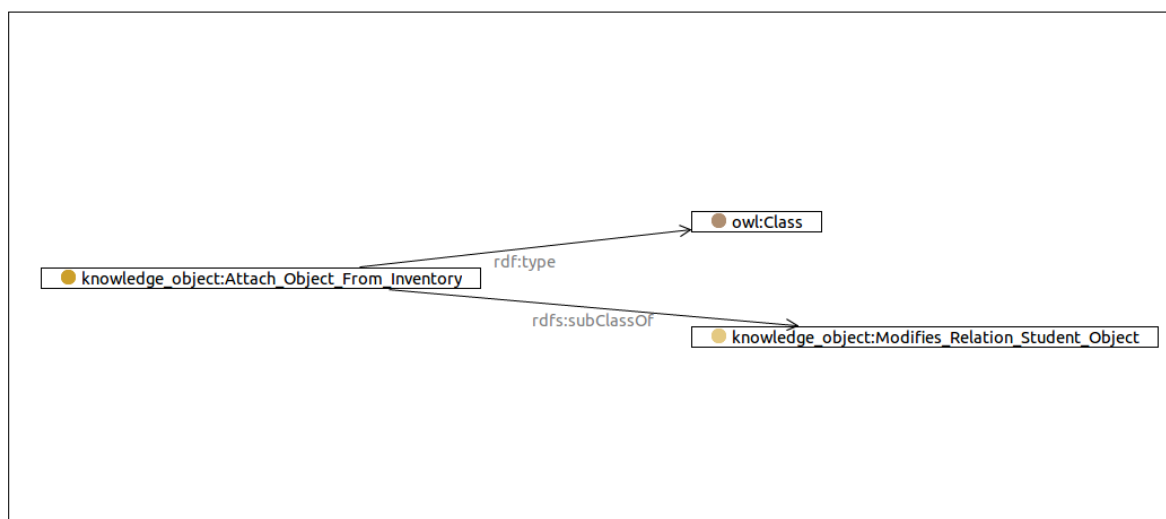 owl:Class
rdf:type
knowledge_object:Attach_Object_From_Inventory
rdfs:subClassOf
knowledge_object:Modifies_Relation_Student_Object